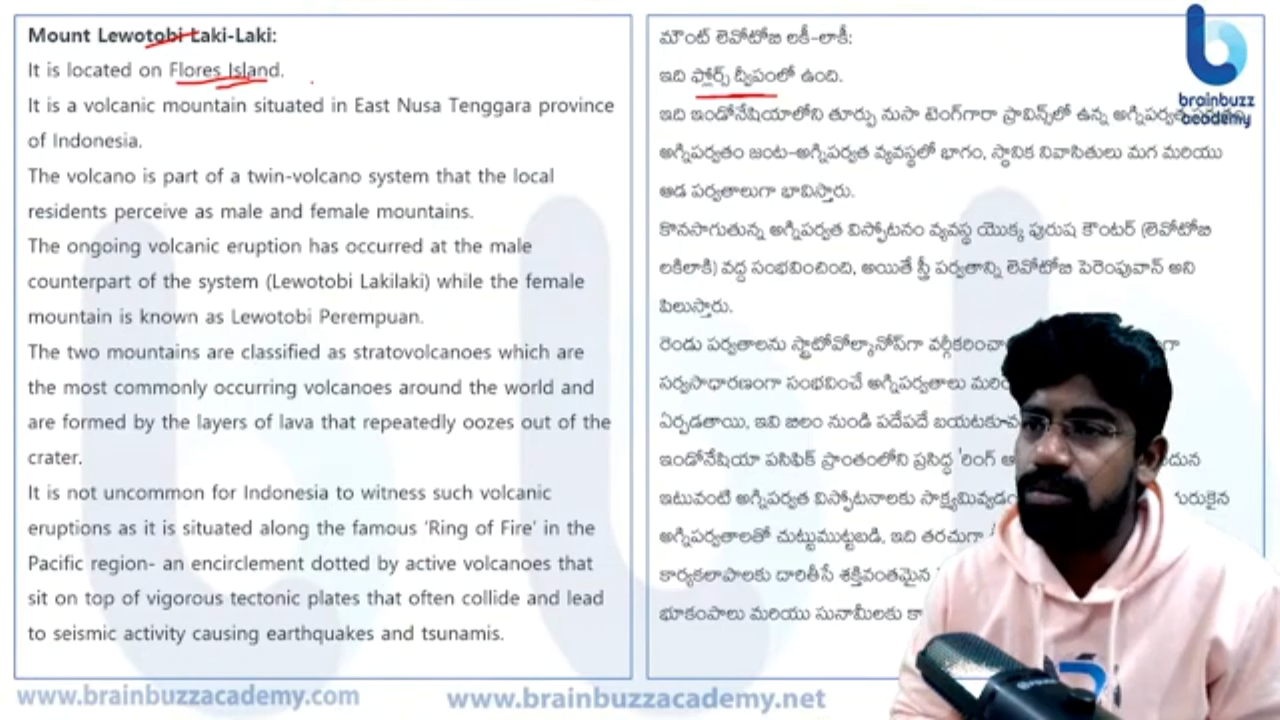 Mount Lewotobi Laki-Laki:
It is located on Flores Island.
It is a volcanic mountain situated in East Nusa Tenggara province
of Indonesia.
The volcano is part of a twin-volcano system that the local
residents perceive as male and female mountains.
The ongoing volcanic eruption has occurred at the male
counterpart of the system (Lewotobi Lakilaki) while the female
mountain is known as Lewotobi Perempuan.
The two mountains are classified as stratovolcanoes which are
the most commonly occurring volcanoes around the world and
are formed by the layers of lava that repeatedly oozes out of the
crater.
It is not uncommon for Indonesia to witness such volcanic
eruptions as it is situated along the famous ‘Ring of Fire’ in the
Pacific region- an encirclement dotted by active volcanoes that
sit on top of vigorous tectonic plates that often collide and lead
to seismic activity causing earthquakes and tsunamis.
మౌంట్ లెవోటోబి లకీ-లాకీ:
ఇది ఫ్లోర్స్ ద్వీపంలో ఉంది.
ఇది ఇండోనేషియాలోని తూర్పు నుసా టెంగ్‌గారా ప్రావిన్స్‌లో ఉన్న అగ్నిపర్వత
అగ్నిపర్వతం జంట-అగ్నిపర్వత వ్యవస్థలో భాగం, స్థానిక నివాసితులు మగ మరియు
ఆడ పర్వతాలుగా భావిస్తారు.
కొనసాగుతున్న అగ్నిపర్వత విస్ఫోటనం వ్యవస్థ యొక్క పురుష కౌంటర్ (లెవోటోబి
లకిలాకి) వద్ద సంభవించింది, అయితే స్త్రీ పర్వతాన్ని లెవోటోబి పెరెంపువాన్ అని
పిలుస్తారు.
రెండు పర్వతాలను స్ట్రాటోవోల్కానోస్‌గా
సర్వసాధారణంగా సంభవించే అగ్నిపర్వతాలు
ఏర్పడతాయి, ఇవి బిలం నుండి పదేపదే
ఇండోనేషియా పసిఫిక్ ప్రాంతంలోని ప్రసిద్ధ 'రింగ్
ఇటువంటి అగ్నిపర్వత విస్ఫోటనాలకు
అగ్నిపర్వతాలతో చుట్టుముట్టబడి, ఇది తరచుగా
కార్యకలాపాలకు దారితీసే శక్తివంతమైన
భూకంపాలు మరియు సునామీలకు
brainbuzz
academy
www.brainbuzzacademy.com
www.brainbuzzacademy.net